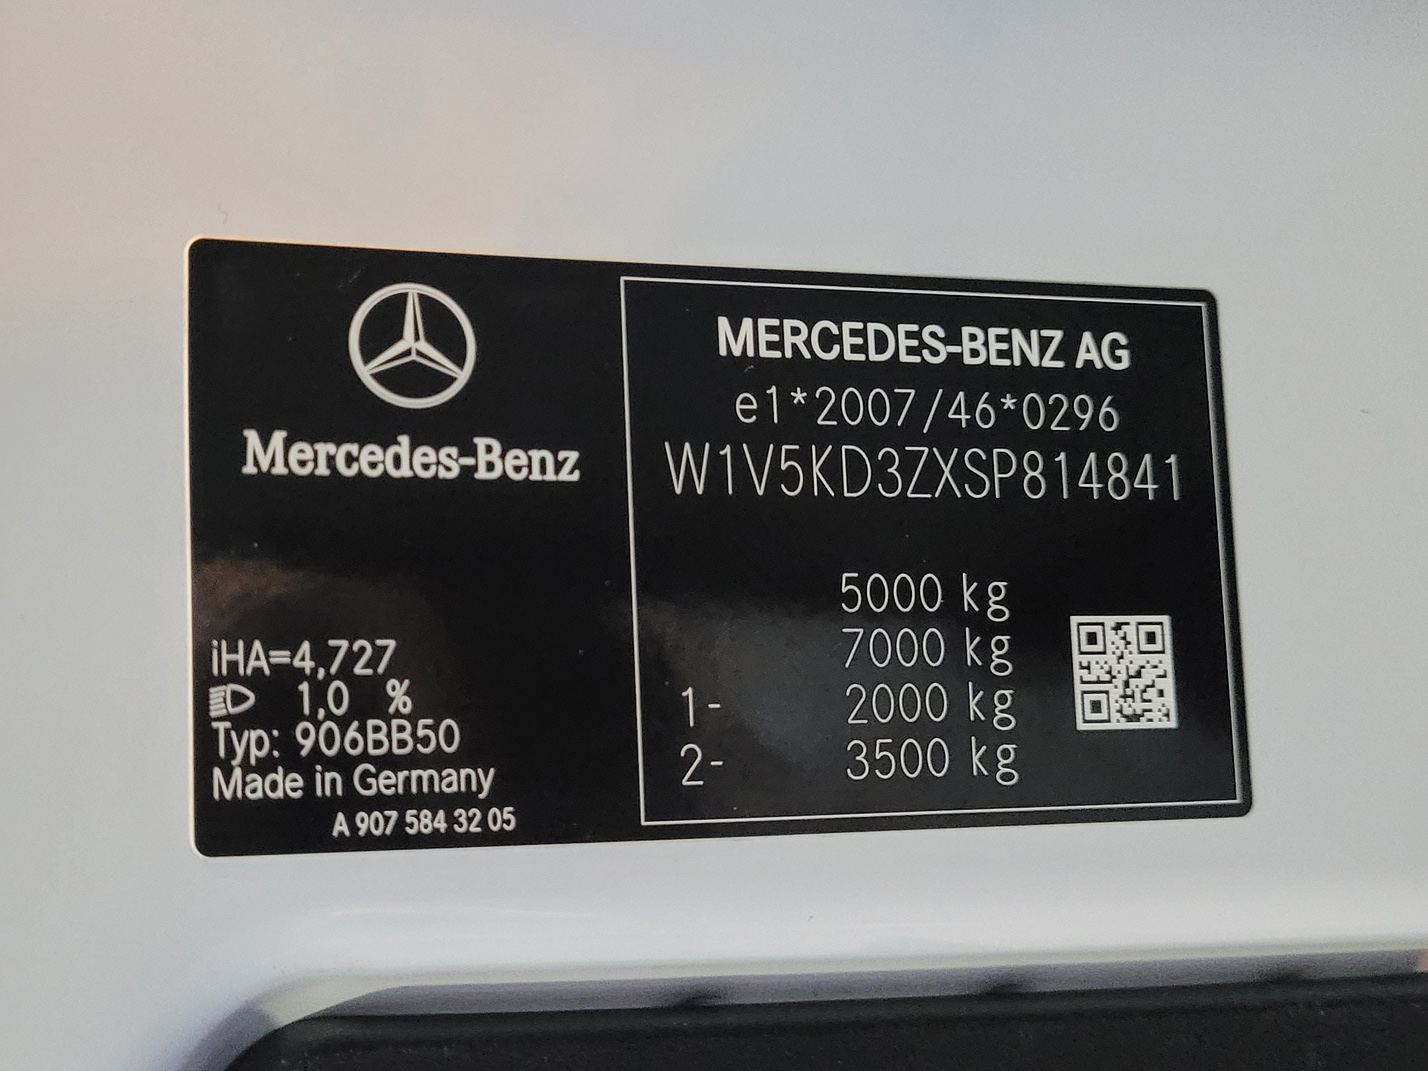 Mercedes-Benz
iHA=4,727
1,0 %
Typ: 906BB50
Made in Germany
A 907 584 32 05
MERCEDES-BENZ AG
e1*2007/46*0296
W1V5KD3ZXSP814841
5000 kg
7000 kg
1- 2000 kg
2- 3500 kg